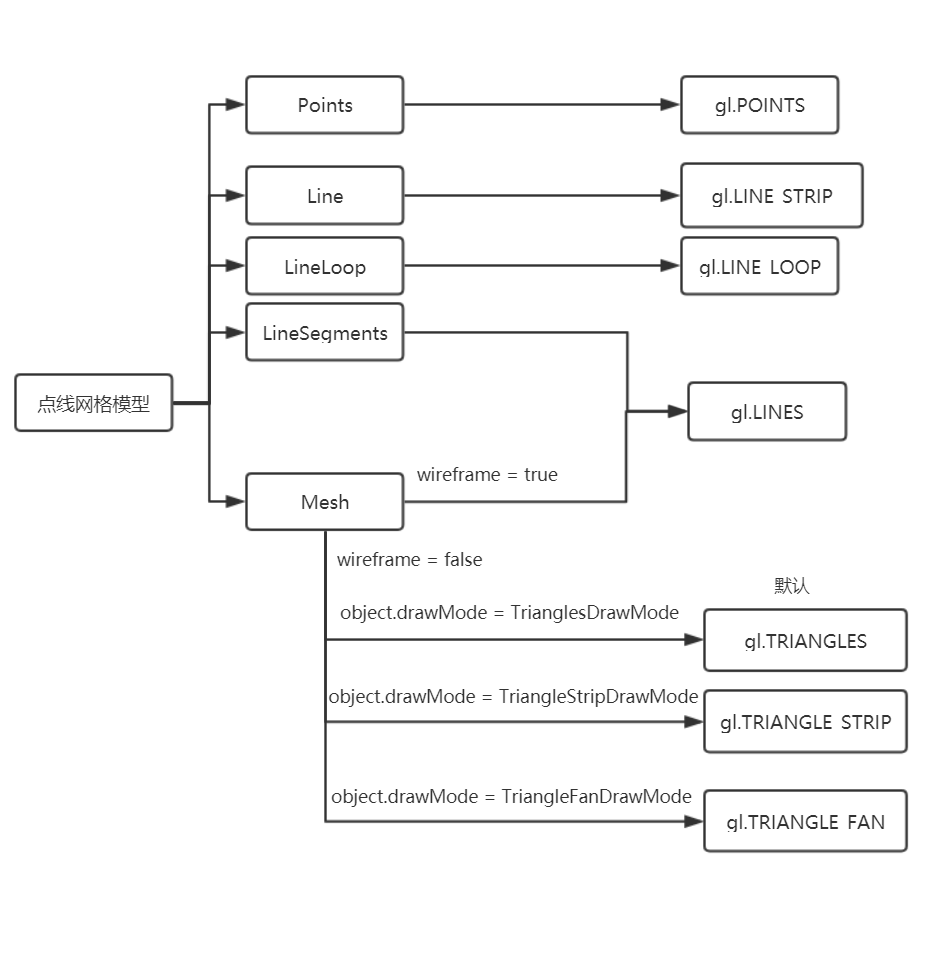 Points
gl.POINTS
Line
gl.LINE STRIP
LineLoop
gl.LINE LOOP
LineSegments
点线网格模型
gl.LINES
wireframe = true
Mesh
wireframe = false
默认
object.drawMode = TrianglesDrawMode
gl.TRIANGLES
object.drawMode = TriangleStripDrawMode
gl.TRIANGLE STRIP
object.drawMode = TriangleFanDrawMode
gl.TRIANGLE FAN